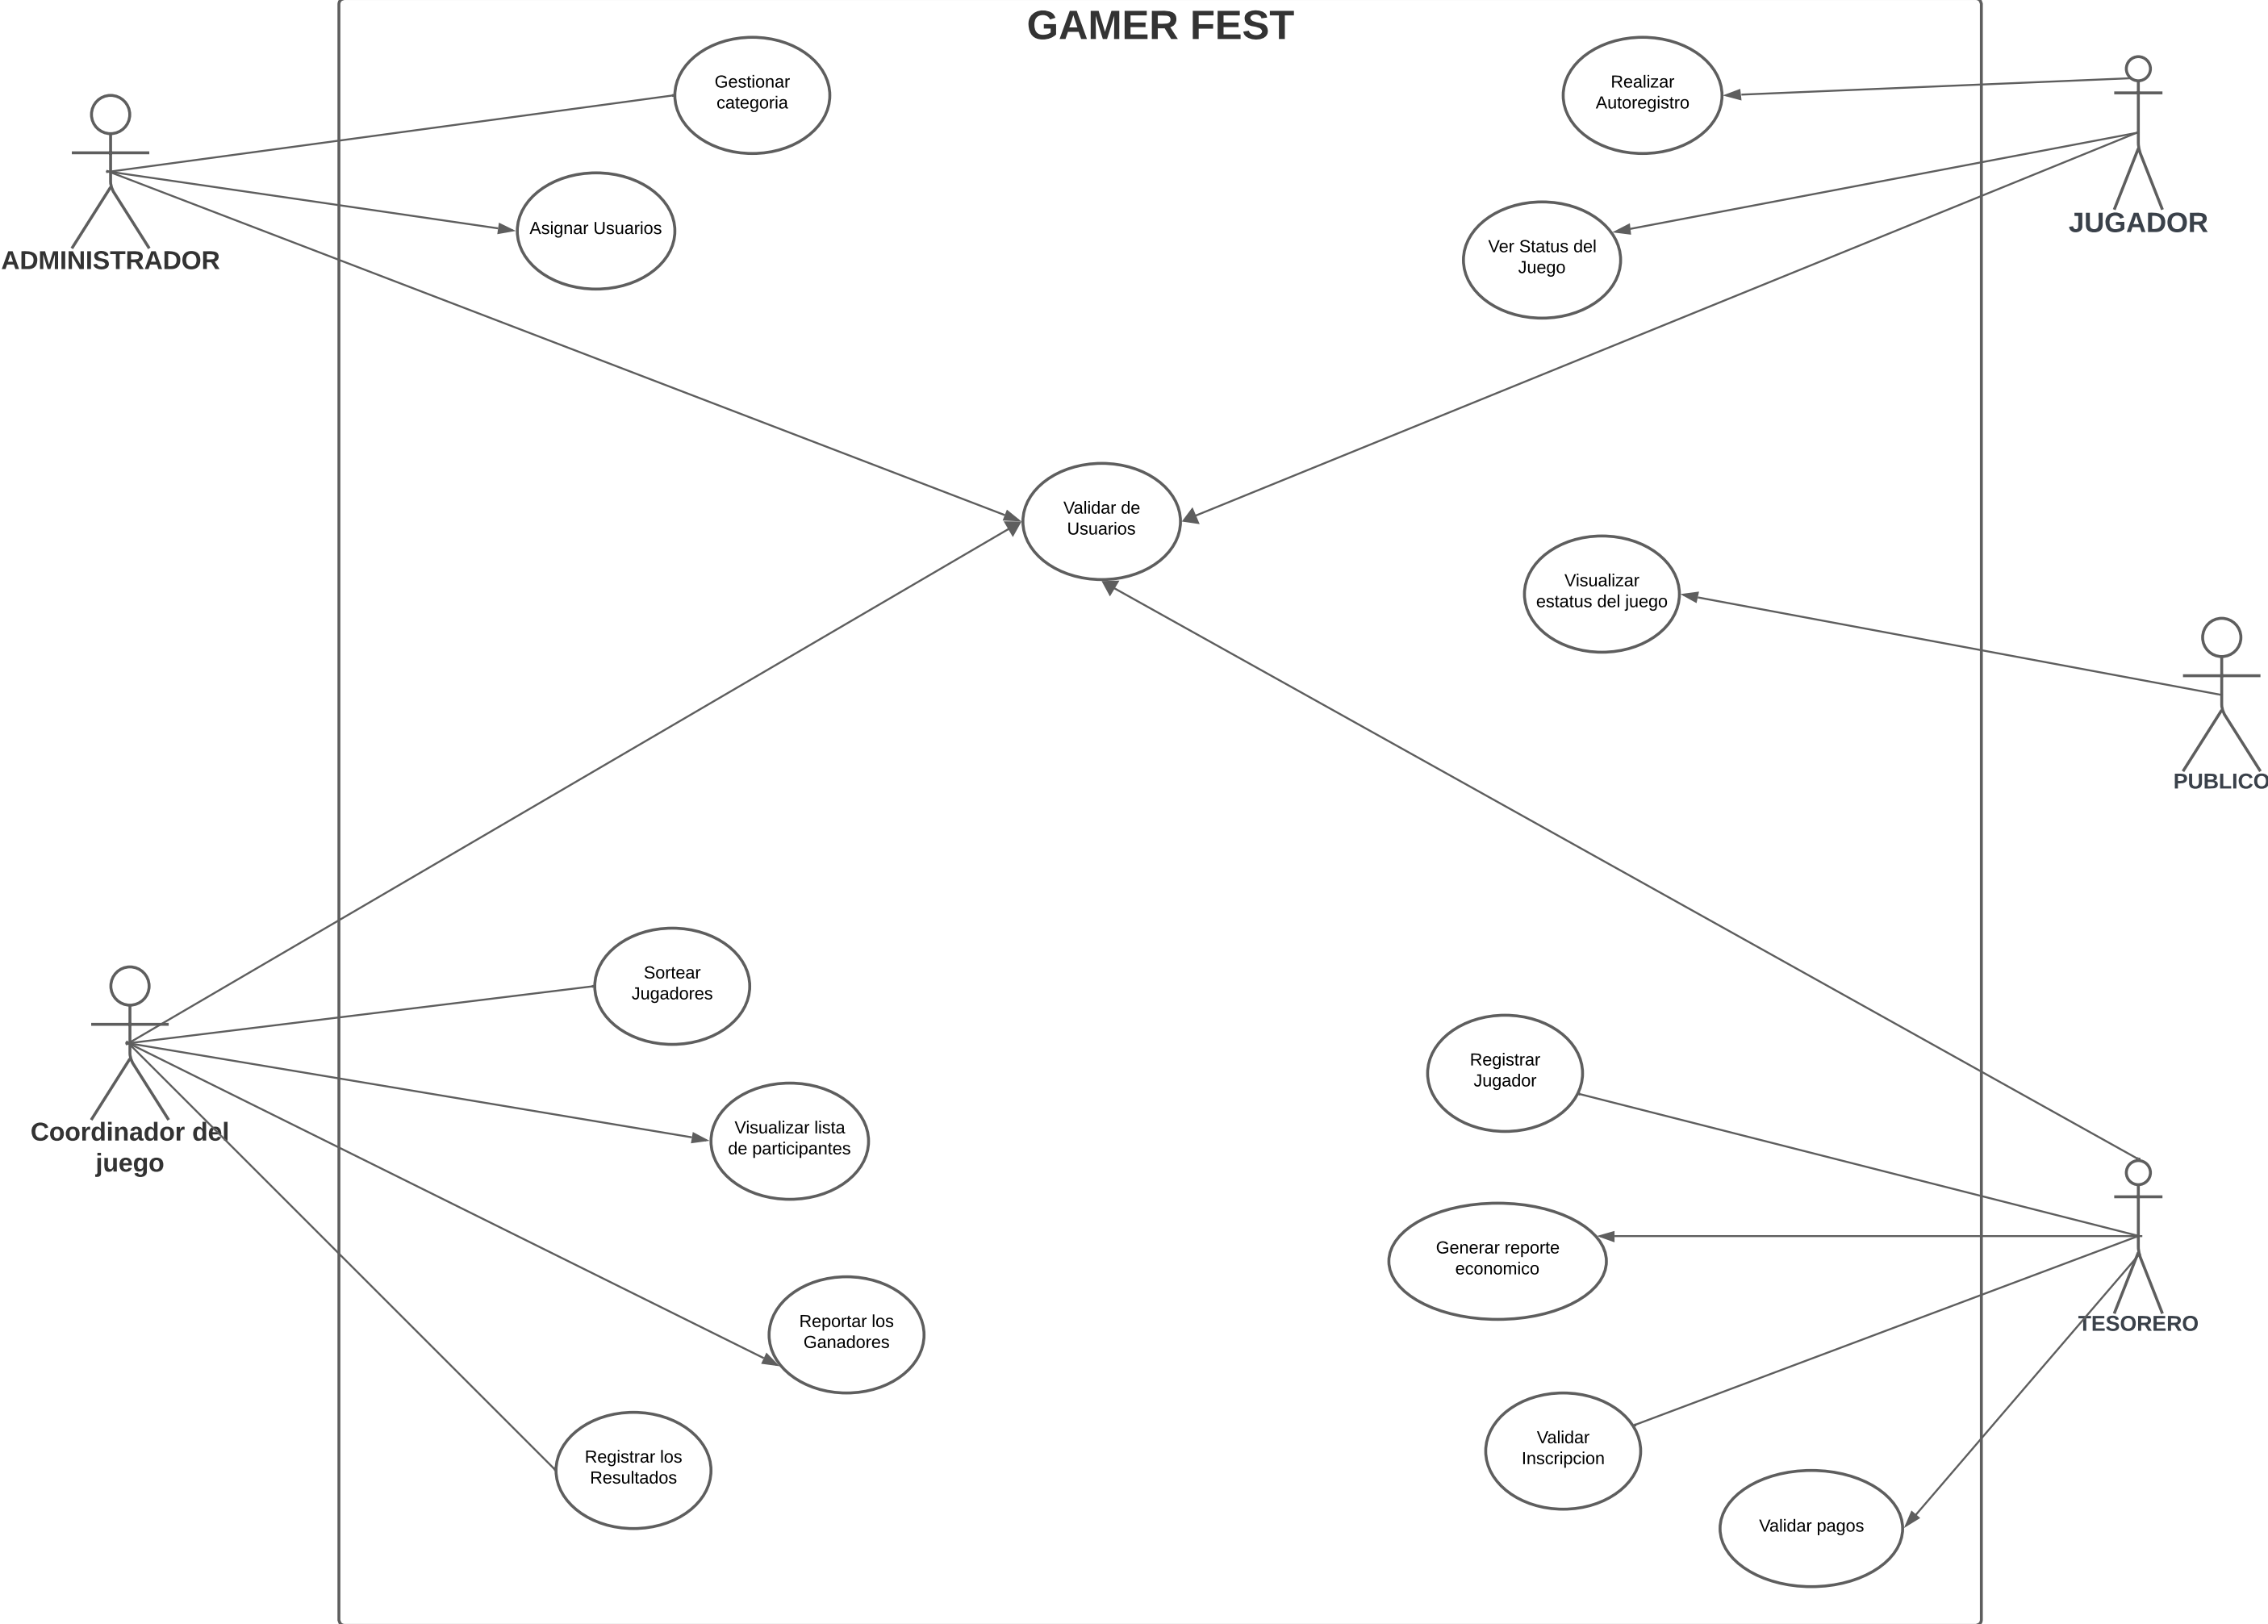 GAMER FEST
Gestionar
categoria
Realizar
Autoregistro
ADMINISTRADOR
Asignar Usuarios
JUGADOR
Ver Status del
Juego
Validar de
Usuarios
Visualizar
estatus del juego
PUBLICO
Sortear
Jugadores
Coordinador del
juego
Visualizar lista
de participantes
Registrar
Jugador
Generar reporte
economico
TESORERO
Reportar los
Ganadores
Registrar los
Resultados
Validar
Inscripcion
Validar pagos